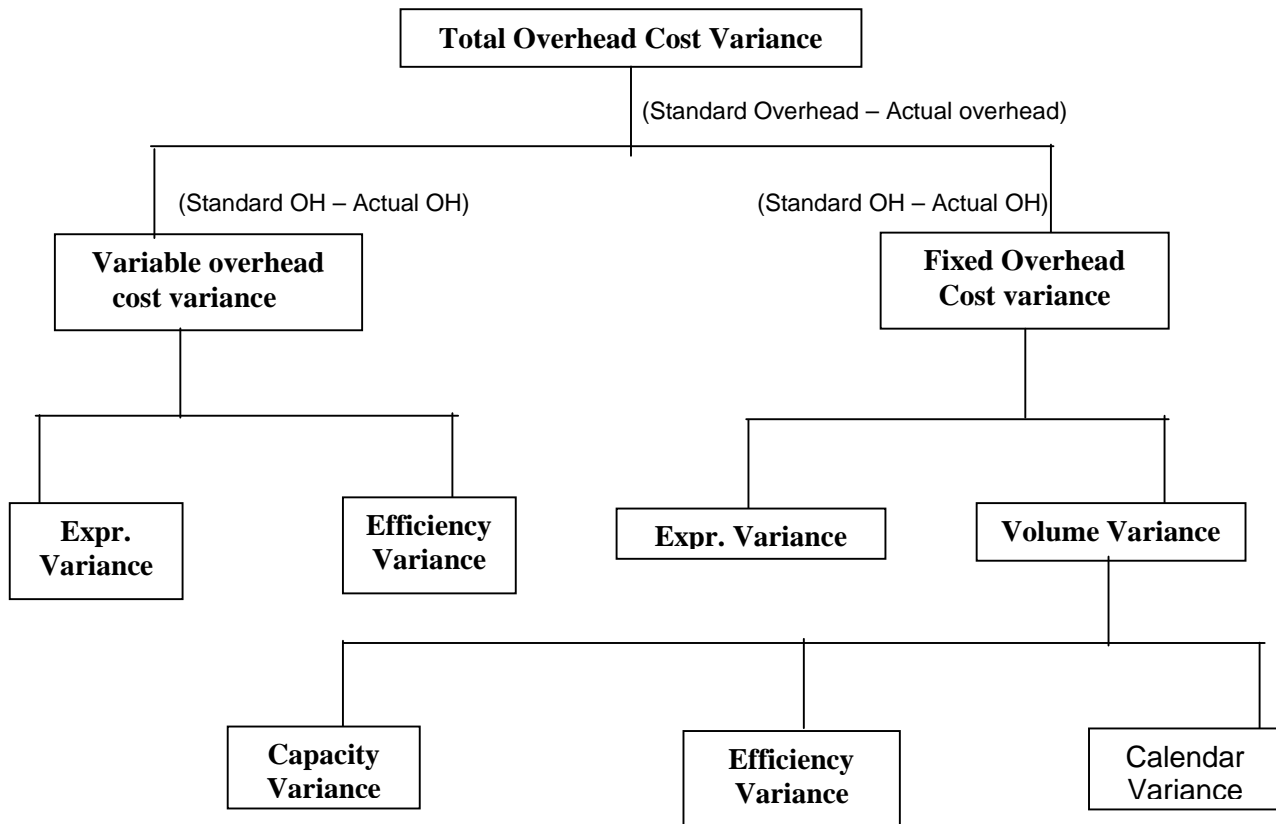 Total Overhead Cost Variance
(Standard Overhead – Actual overhead)
(Standard OH – Actual OH)
(Standard OH – Actual OH)
Variable overhead
cost variance
Fixed Overhead
Cost variance
Expr.
Variance
Efficiency
Variance
Expr. Variance
Volume Variance
Capacity
Variance
Efficiency
Variance
Calendar
Variance